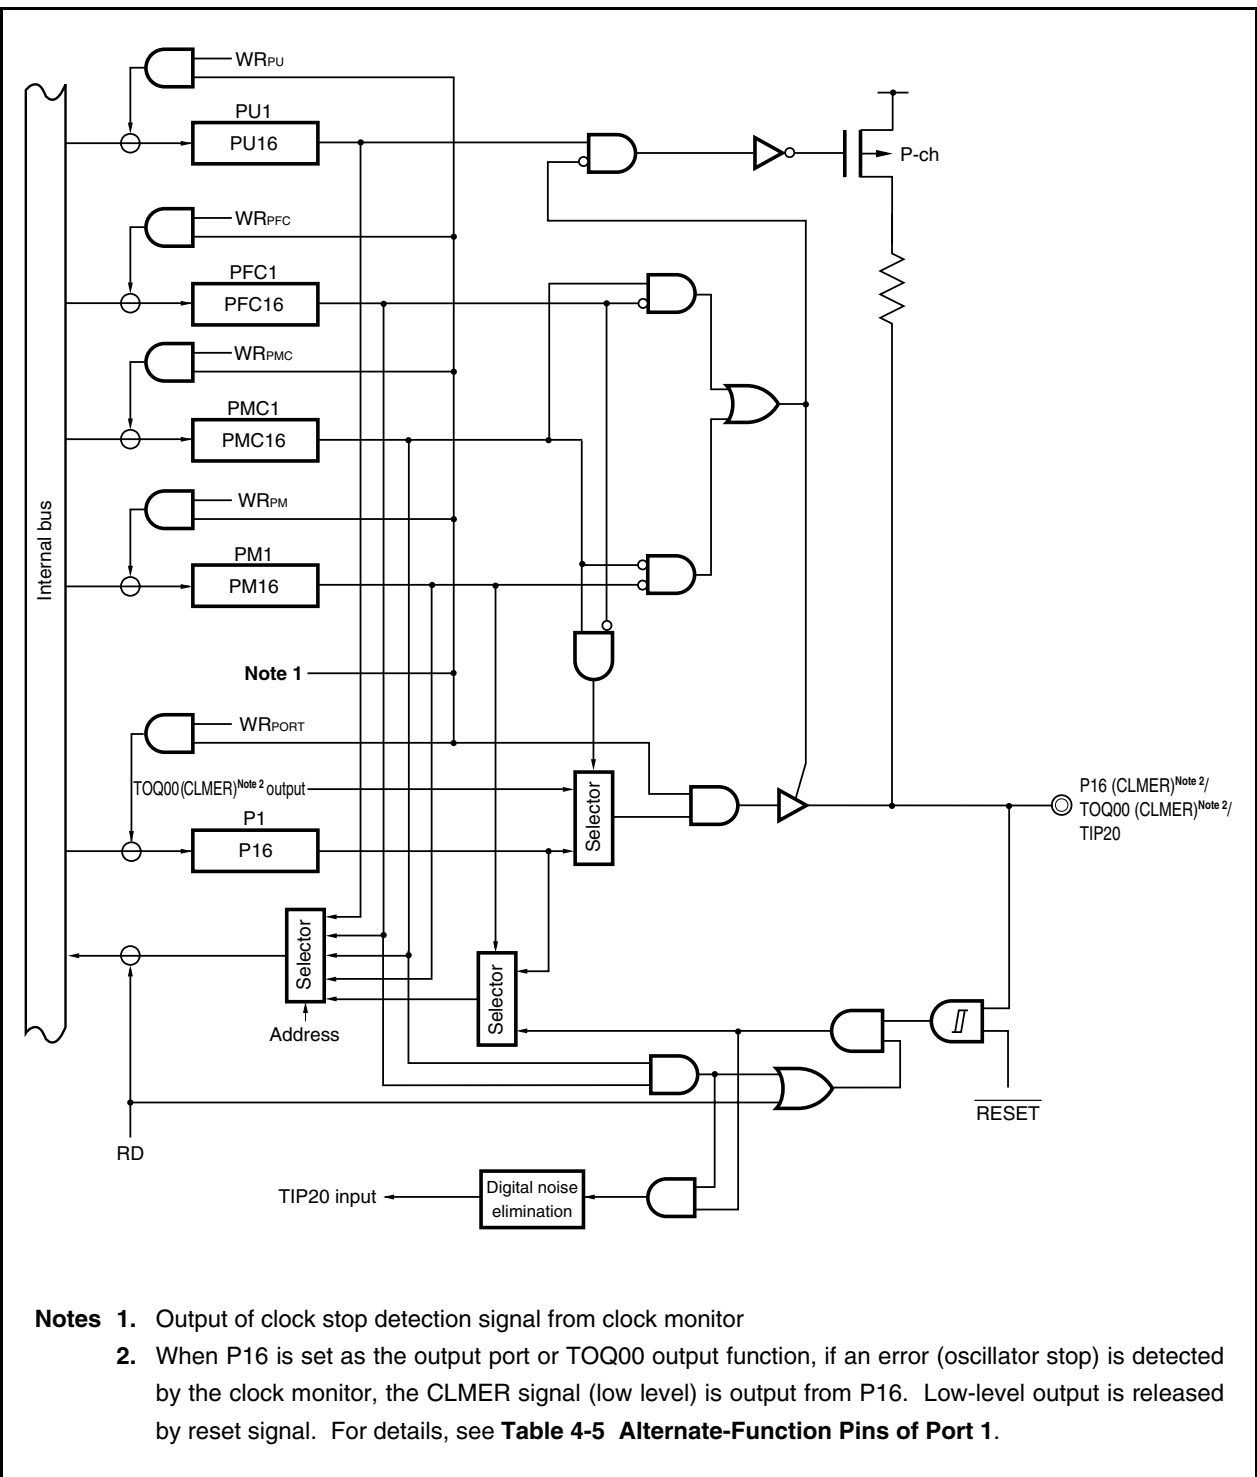 WRPU
PU1
PU16
P-ch
WRPFC
PFC1
PFC16
WRPMC
PMC1
PMC16
WRPM
PM1
PM16
Internal bus
Note 1
WRPORT
TOQ00 (CLMER)Note 2 output
P1
P16
Selector
P16 (CLMER)Note 2/
TOQ00 (CLMER)Note 2/
TIP20
Selector
Selector
Address
RESET
RD
TIP20 input
Digital noise
elimination
Notes 1. Output of clock stop detection signal from clock monitor
2. When P16 is set as the output port or TOQ00 output function, if an error (oscillator stop) is detected
by the clock monitor, the CLMER signal (low level) is output from P16. Low-level output is released
by reset signal. For details, see Table 4-5 Alternate-Function Pins of Port 1.